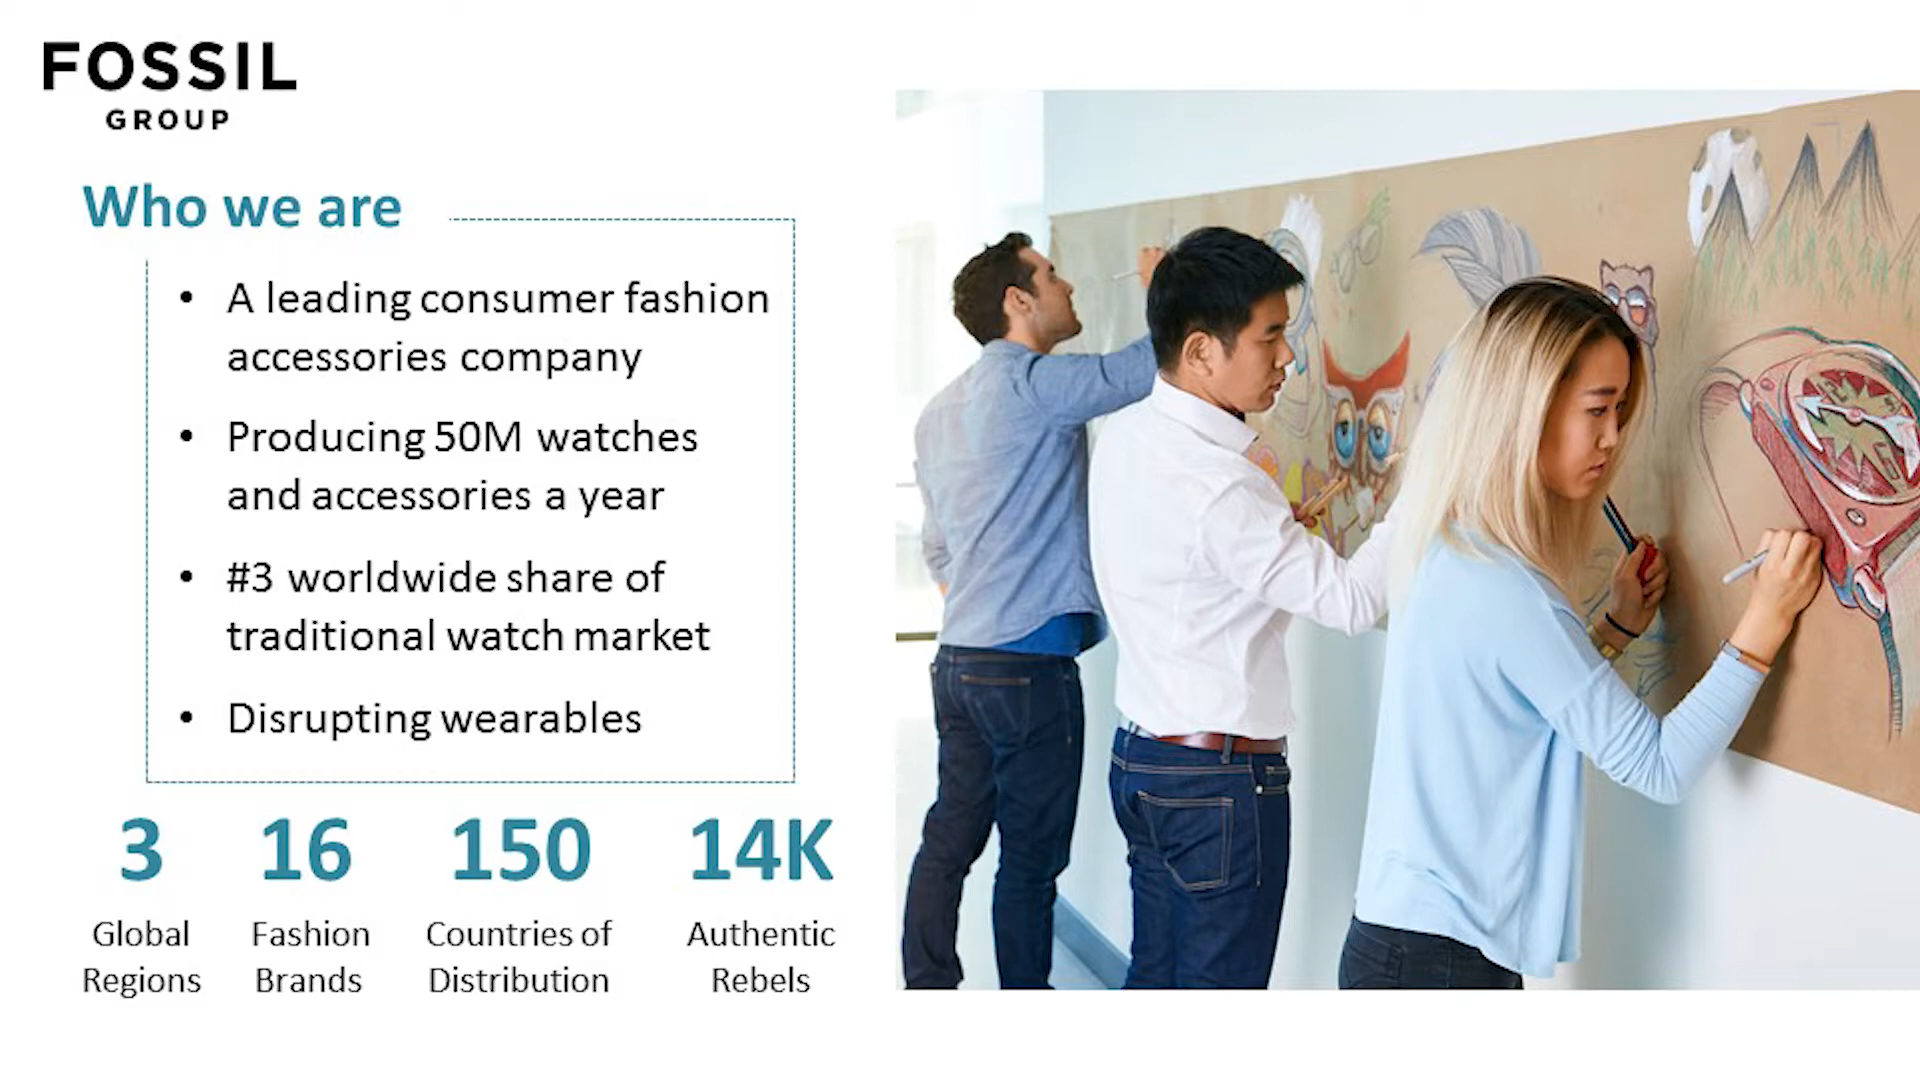 FOSSIL
GROUP
Who we are
• A leading consumer fashion
accessories company
• Producing 50M watches
and accessories a year
• #3 worldwide share of
traditional watch market
• Disrupting wearables
3
Global
Regions
16
Fashion
Brands
150
Countries of
Distribution
14K
Authentic
Rebels